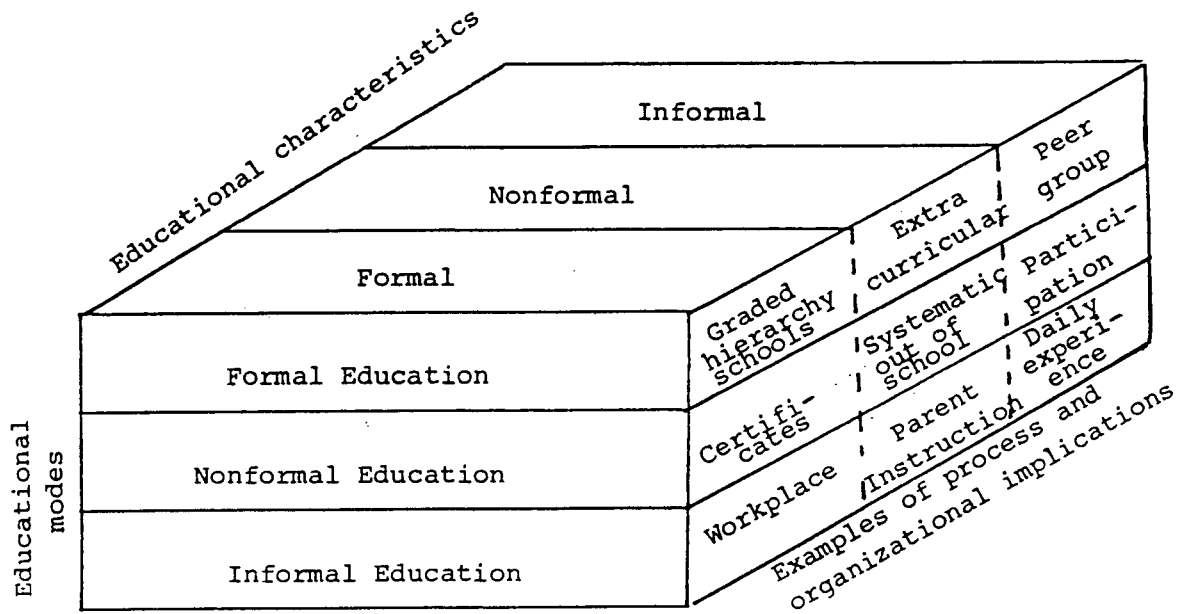 Educational characteristics
Informal
Nonformal
Formal
Peer
group
Extra
curricular
Graded
hierarchy
schools
Partici-
pation
Systematic
out of
school
Certifi-
cates
Daily
experi-
ence
Parent
Instruction
Workplace
Formal Education
Nonformal Education
Informal Education
Educational
modes
Examples of process and
organizational implications